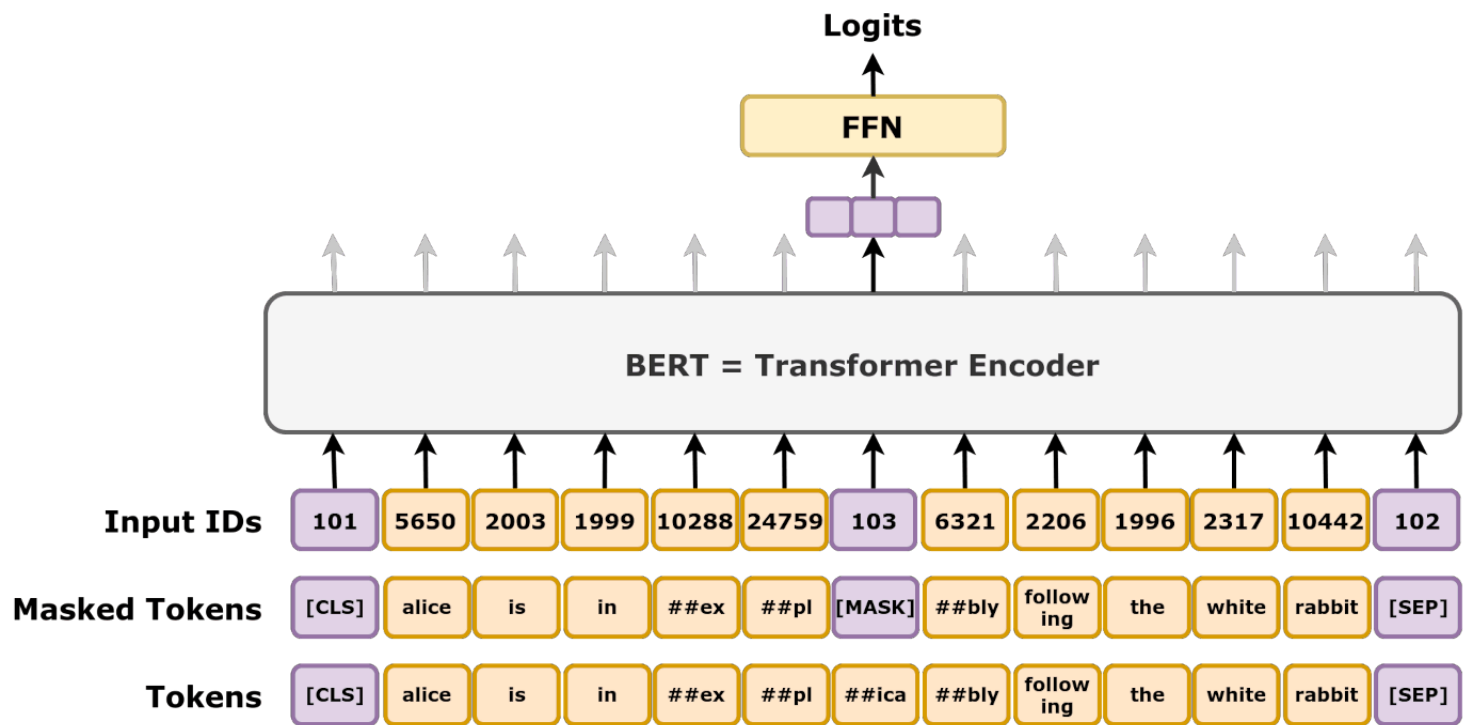 Logits
FFN
BERT = Transformer Encoder
Input IDs 101 5650 2003 1999 10288 24759 103 6321 2206 1996 2317 10442 102
Masked Tokens [CLS] alice is in ##ex ##pl [MASK] ##bly follow ing the white rabbit [SEP]
Tokens [CLS] alice is in ##ex ##pl ##ica ##bly follow ing the white rabbit [SEP]